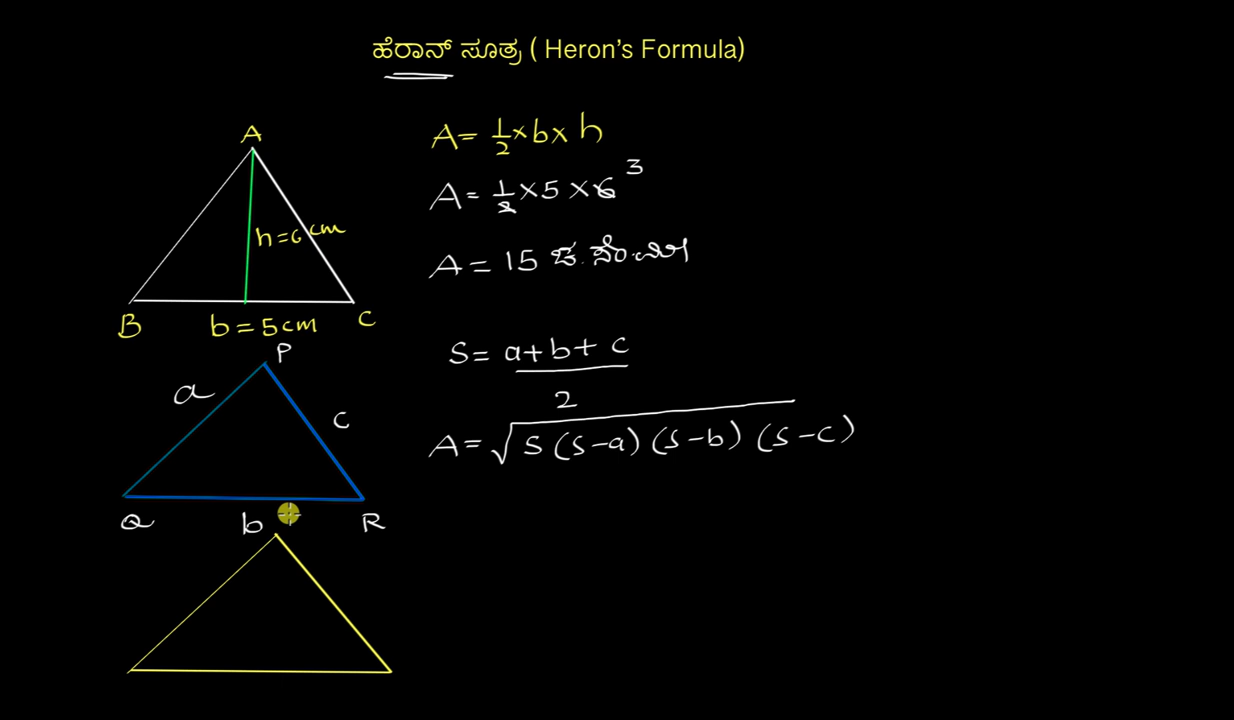 ಹೆರಾನ್ ಸೂತ್ರ ( Heron's Formula)
A
h=6 cm
B b = 5 cm C
A = 1/2 × b × h
A = 1/2 × 5 × 6 3
A = 15 ಚ. ಸೆಂ.ಮೀ
P
a
c
Q b R
S = a+b+c / 2
A = √S(S-a)(S-b)(S-c)